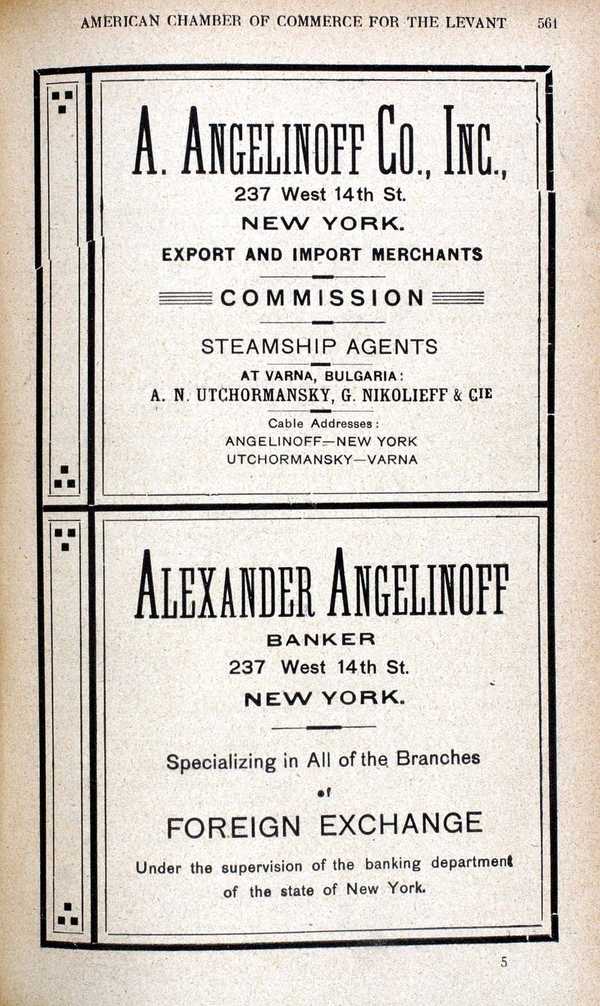 AMERICAN CHAMBER OF COMMERCE FOR THE LEVANT 561
A. ANGELINOFF CO., INC.,
237 West 14th St.
NEW YORK.
EXPORT AND IMPORT MERCHANTS
COMMISSION
STEAMSHIP AGENTS
AT VARNA, BULGARIA:
A. N. UTCHORMANSKY, G. NIKOLIEFF & CIE
Cable Addresses:
ANGELINOFF—NEW YORK
UTCHORMANSKY—VARNA
ALEXANDER ANGELINOFF
BANKER
237 West 14th St.
NEW YORK.
Specializing in All of the Branches
of
FOREIGN EXCHANGE
Under the supervision of the banking department
of the state of New York.
5